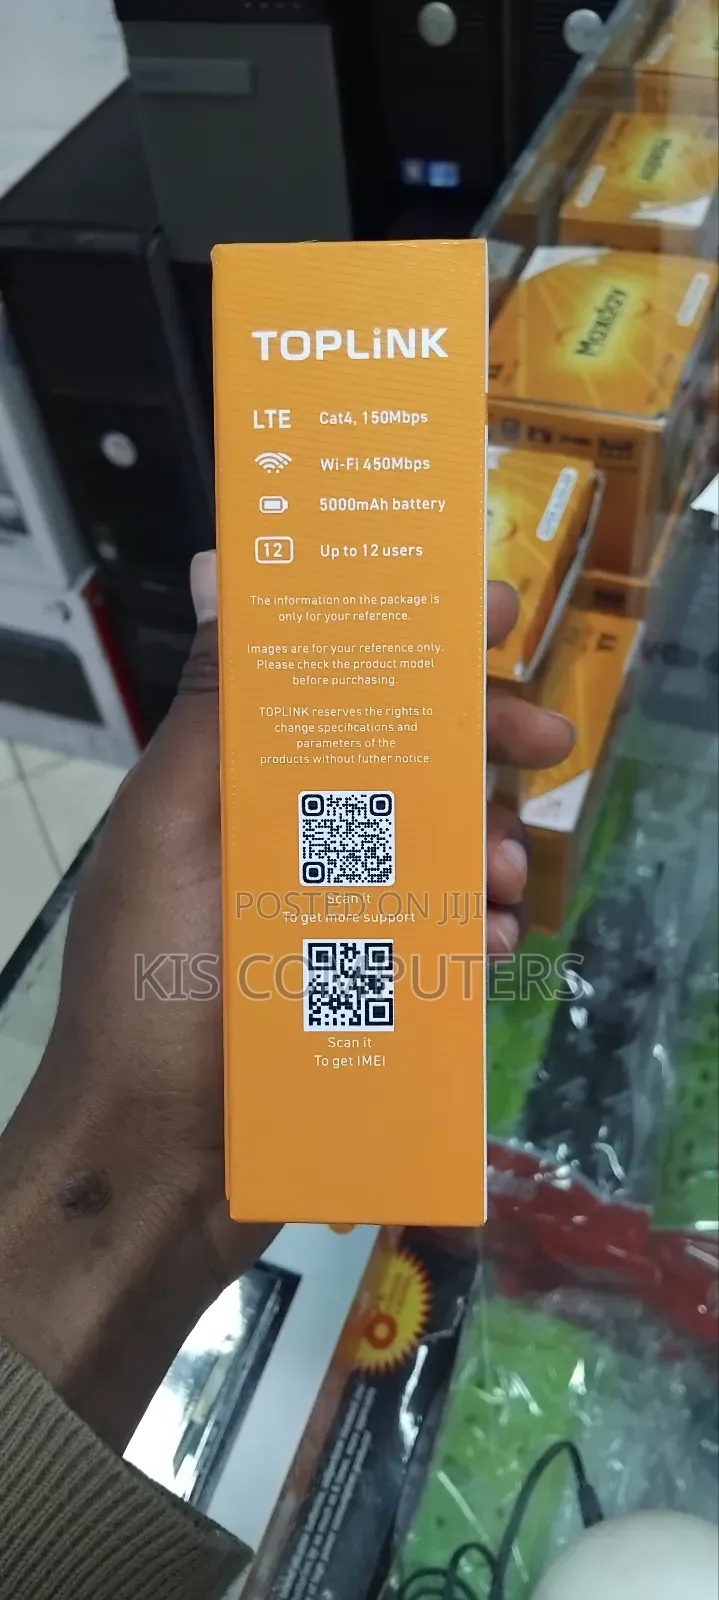 TOPLiNK
LTE Cat4, 150Mbps
Wi-Fi 450Mbps
5000mAh battery
12 Up to 12 users
The information on the package is
only for your reference.
Images are for your reference only.
Please check the product model
before purchasing.
TOPLINK reserves the rights to
change specifications and
parameters of the
products without futher notice.
Scan it
To get more support
POSTED ON JIJI
KIS COMPUTERS
Scan it
To get IMEI
Maxday